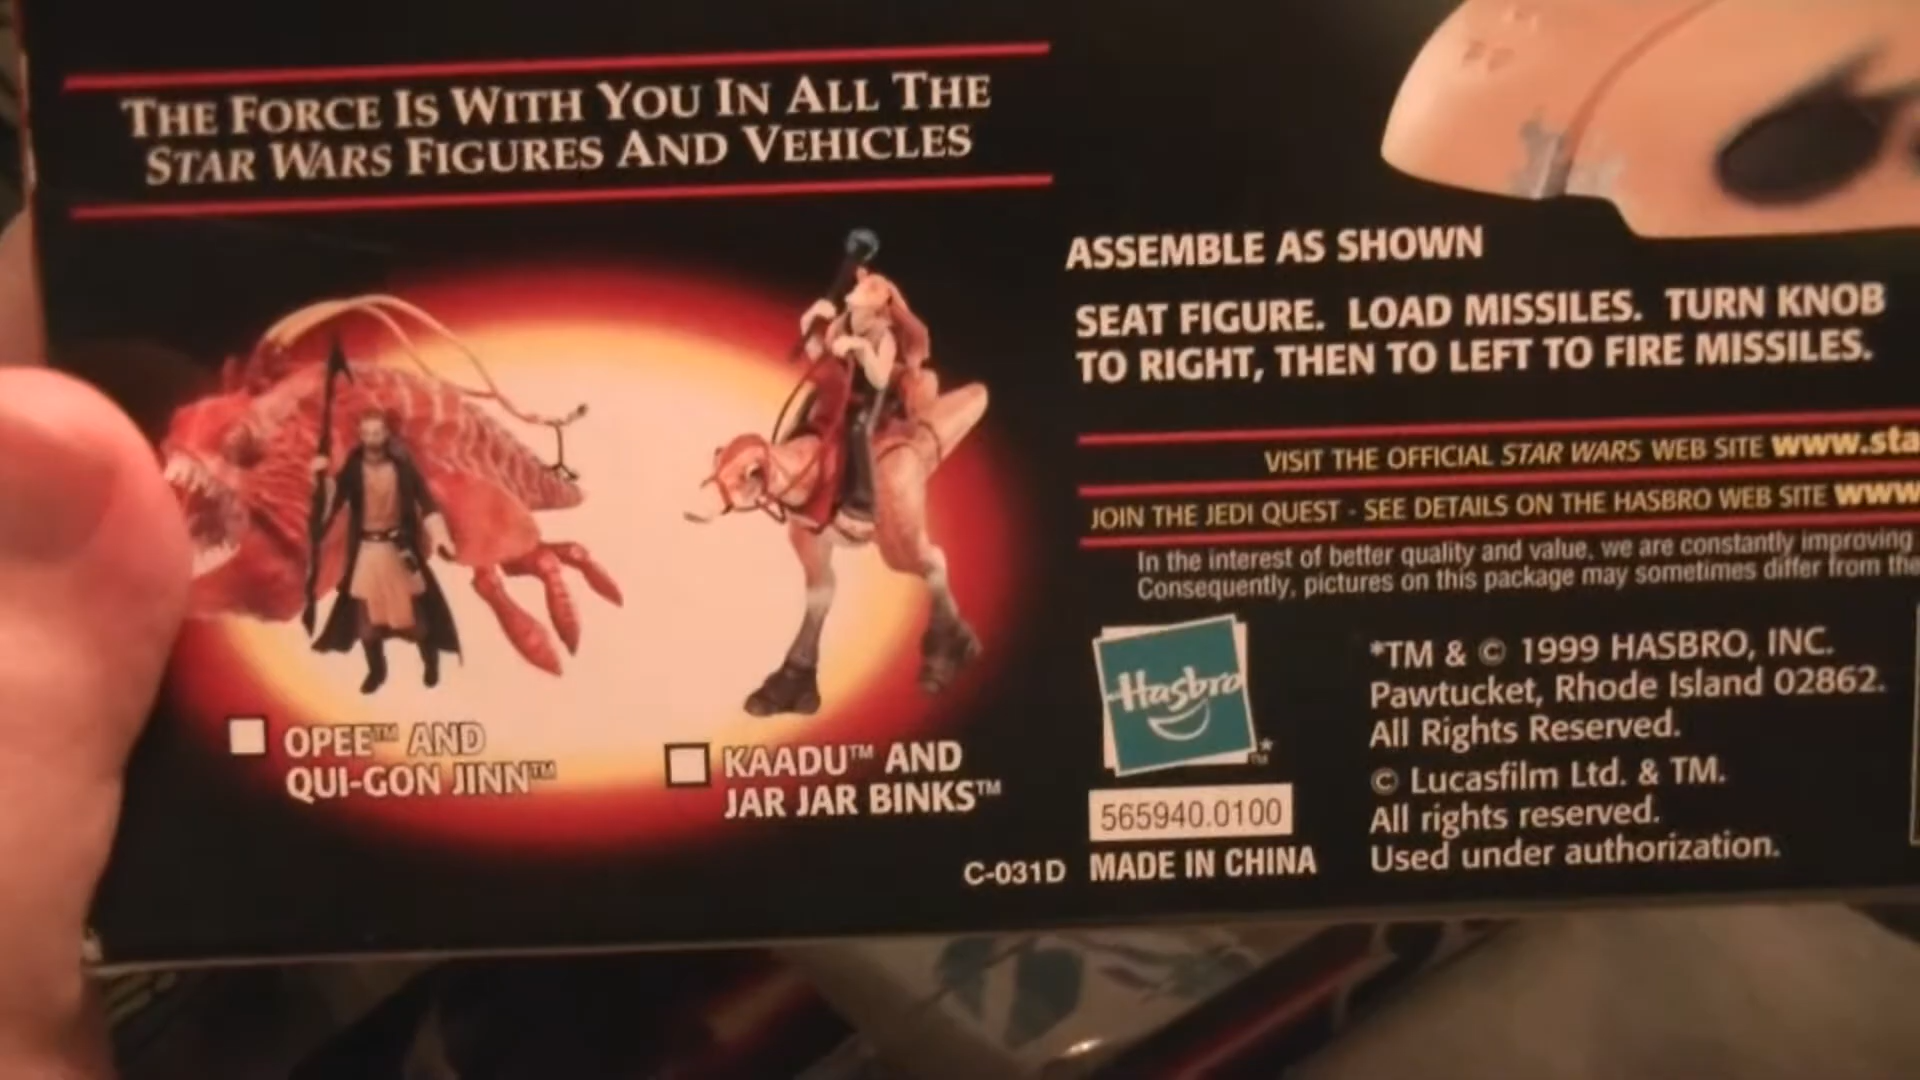 THE FORCE IS WITH YOU IN ALL THE
STAR WARS FIGURES AND VEHICLES
OPEE™ AND
QUI-GON JINN™
KAADU™ AND
JAR JAR BINKS™
ASSEMBLE AS SHOWN
SEAT FIGURE. LOAD MISSILES. TURN KNOB
TO RIGHT, THEN TO LEFT TO FIRE MISSILES.
VISIT THE OFFICIAL STAR WARS WEB SITE www.sta
JOIN THE JEDI QUEST - SEE DETAILS ON THE HASBRO WEB SITE www
In the interest of better quality and value, we are constantly improving
Consequently, pictures on this package may sometimes differ from the
Hasbro
*™
565940.0100
C-031D MADE IN CHINA
*TM & © 1999 HASBRO, INC.
Pawtucket, Rhode Island 02862.
All Rights Reserved.
© Lucasfilm Ltd. & TM.
All rights reserved.
Used under authorization.